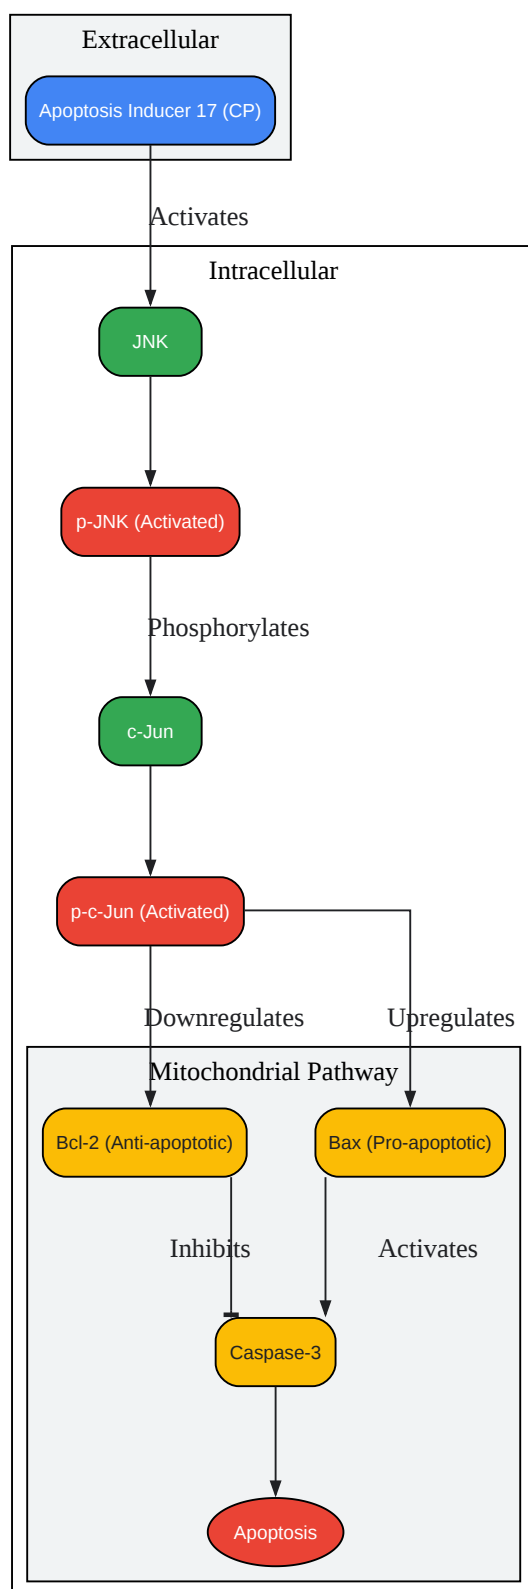 Extracellular
Apoptosis Inducer 17 (CP)
Activates
Intracellular
JNK
p-JNK (Activated)
Phosphorylates
c-Jun
p-c-Jun (Activated)
Downregulates
Upregulates
Mitochondrial Pathway
Bcl-2 (Anti-apoptotic)
Bax (Pro-apoptotic)
Inhibits
Activates
Caspase-3
Apoptosis